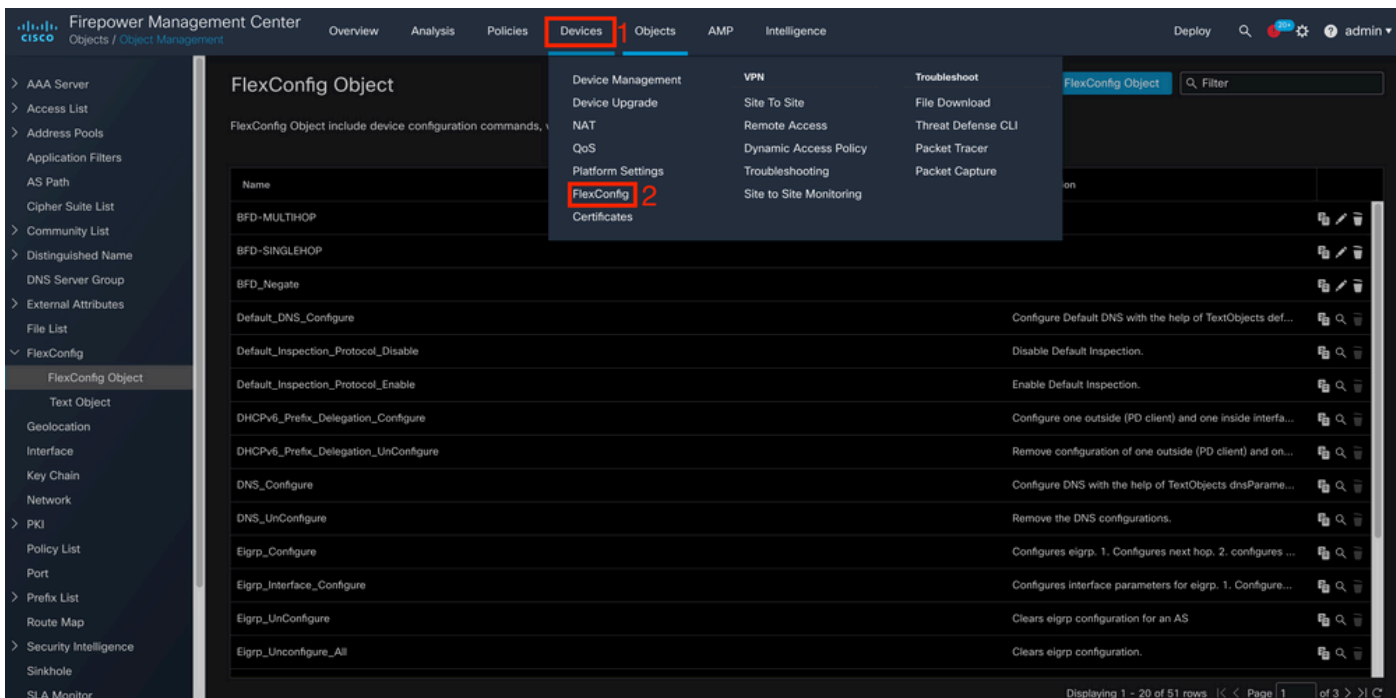 Firepower Management Center
CISCO Objects / Object Management
Overview Analysis Policies Devices 1 Objects AMP Intelligence Deploy 20+ admin
AAA Server
Access List
Address Pools
Application Filters
AS Path
Cipher Suite List
Community List
Distinguished Name
DNS Server Group
External Attributes
File List
FlexConfig
FlexConfig Object
Text Object
Geolocation
Interface
Key Chain
Network
PKI
Policy List
Port
Prefix List
Route Map
Security Intelligence
Sinkhole
SLA Monitor
FlexConfig Object
FlexConfig Object Filter
FlexConfig Object include device configuration commands,
Device Management
Device Upgrade
NAT
QoS
Platform Settings
FlexConfig 2
Certificates
VPN
Site To Site
Remote Access
Dynamic Access Policy
Troubleshooting
Site to Site Monitoring
Troubleshoot
File Download
Threat Defense CLI
Packet Tracer
Packet Capture
Name on
BFD-MULTIHOP
BFD-SINGLEHOP
BFD_Negate
Default_DNS_Configure Configure Default DNS with the help of TextObjects def...
Default_Inspection_Protocol_Disable Disable Default Inspection.
Default_Inspection_Protocol_Enable Enable Default Inspection.
DHCPv6_Prefix_Delegation_Configure Configure one outside (PD client) and one inside interfa...
DHCPv6_Prefix_Delegation_UnConfigure Remove configuration of one outside (PD client) and on...
DNS_Configure Configure DNS with the help of TextObjects dnsParame...
DNS_UnConfigure Remove the DNS configurations.
Eigrp_Configure Configures eigrp. 1. Configures next hop. 2. configures ...
Eigrp_Interface_Configure Configures interface parameters for eigrp. 1. Configure...
Eigrp_UnConfigure Clears eigrp configuration for an AS
Eigrp_Unconfigure_All Clears eigrp configuration.
Displaying 1 - 20 of 51 rows Page 1 of 3